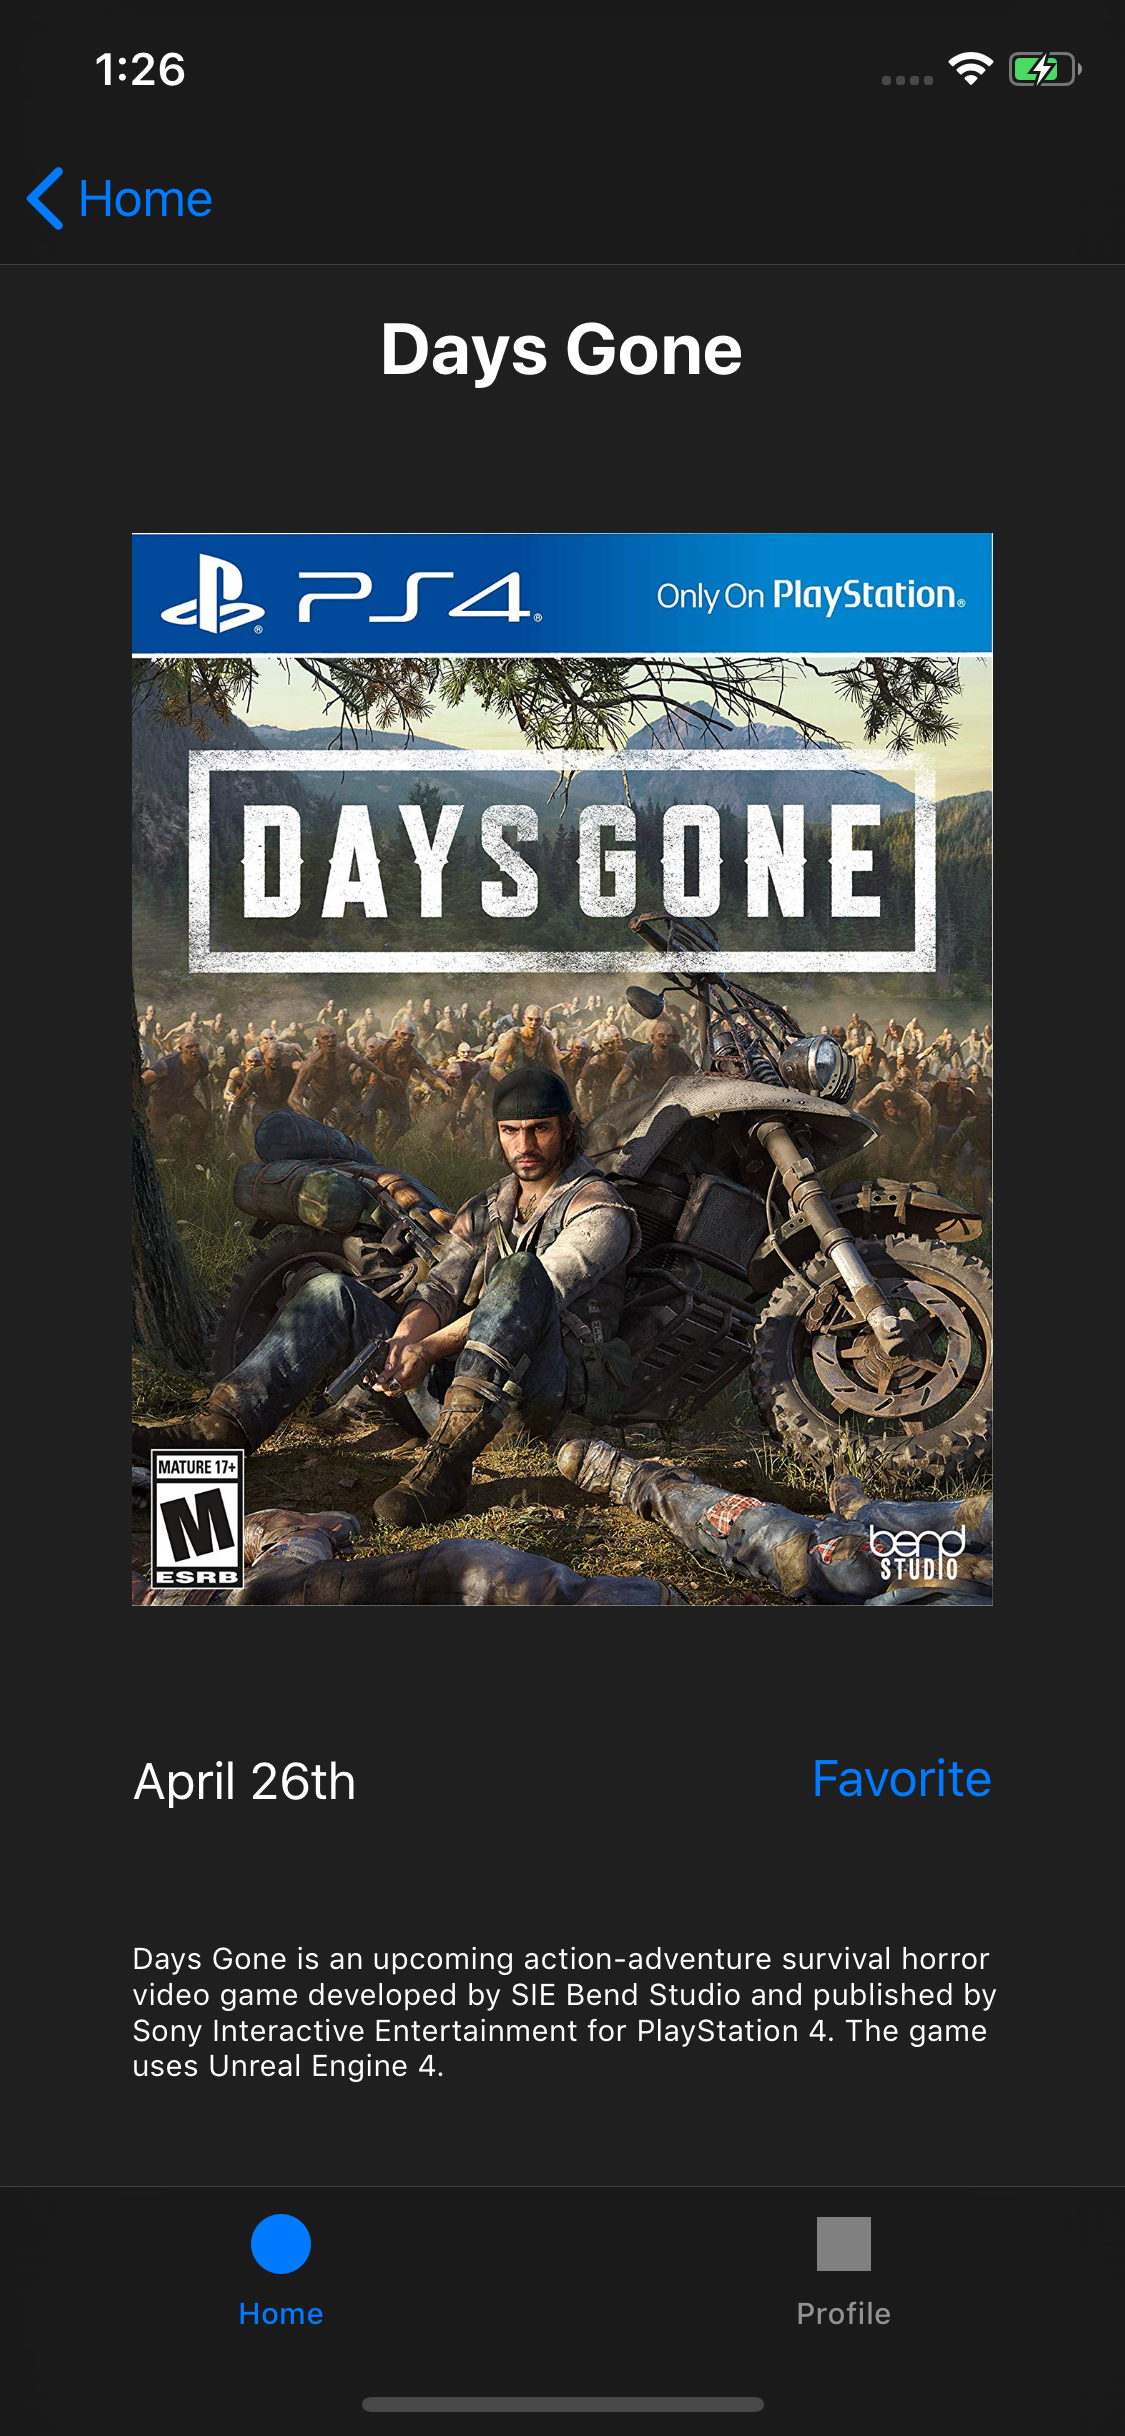 1:26
Home
Days Gone
PS4® Only On PlayStation®
DAYS GONE
MATURE 17+
M
ESRB
bend
STUDIO
April 26th
Favorite
Days Gone is an upcoming action-adventure survival horror
video game developed by SIE Bend Studio and published by
Sony Interactive Entertainment for PlayStation 4. The game
uses Unreal Engine 4.
Home
Profile